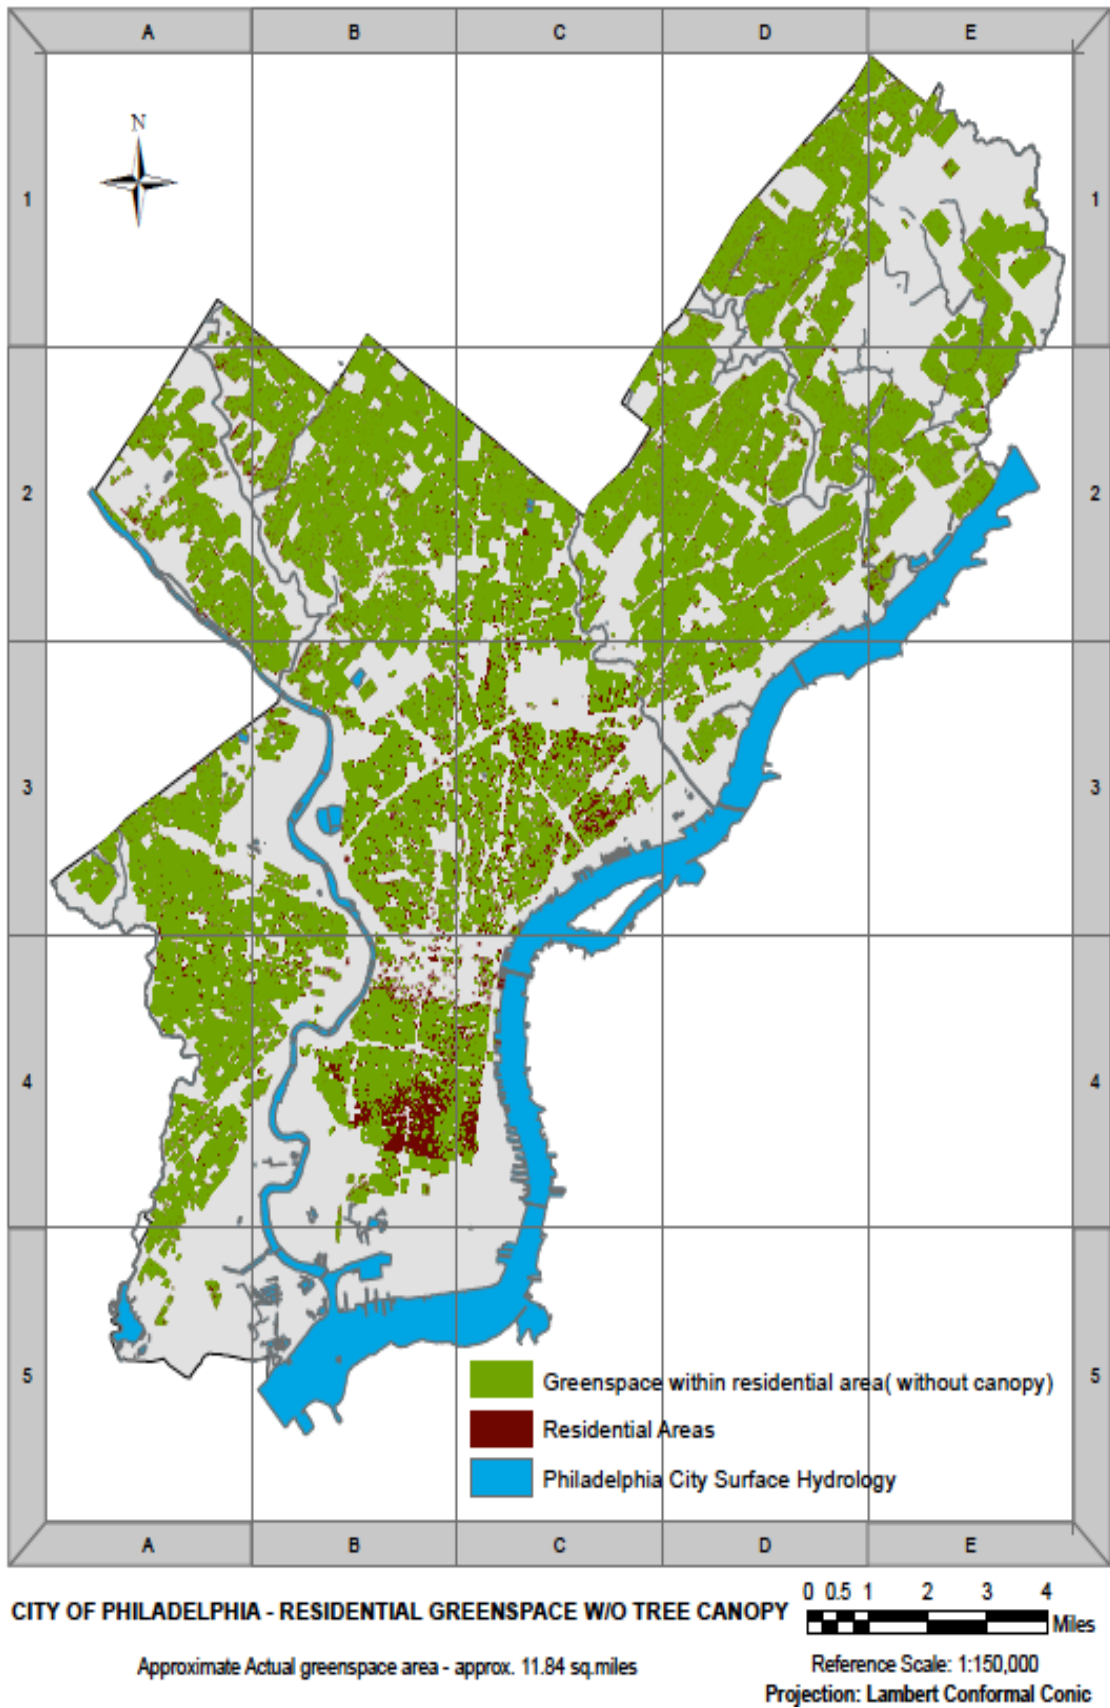 A B C D E
N
1 1
2 2
3 3
4 4
5 5
Greenspace within residential area( without canopy)
Residential Areas
Philadelphia City Surface Hydrology
A B C D E
0 0.5 1 2 3 4
CITY OF PHILADELPHIA - RESIDENTIAL GREENSPACE W/O TREE CANOPY
Miles
Approximate Actual greenspace area - approx. 11.84 sq.miles
Reference Scale: 1:150,000
Projection: Lambert Conformal Conic